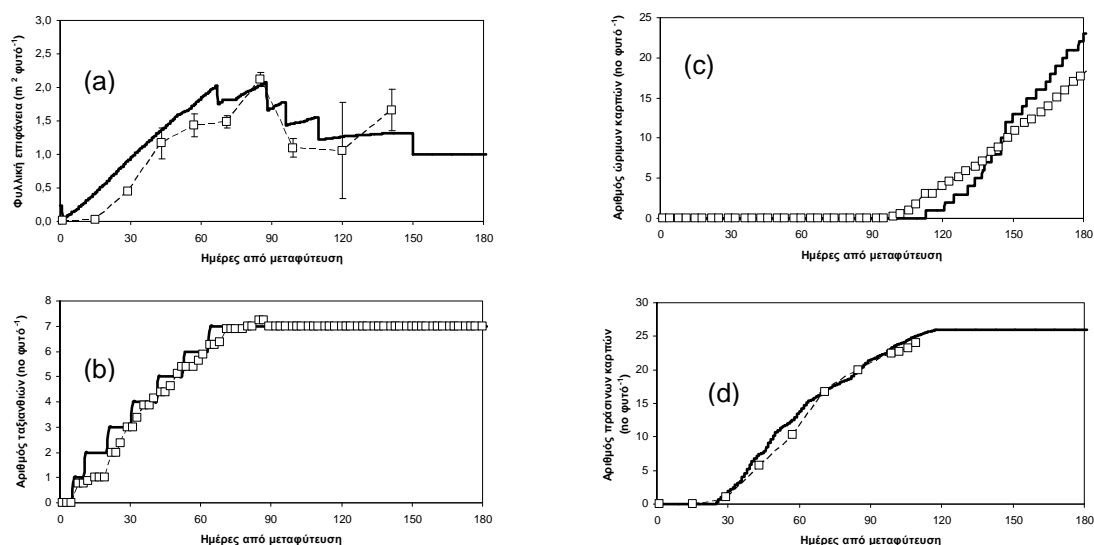 3,0
2,5
2,0
1,5
1,0
0,5
0,0
Φυλλική επιφάνεια (m ² φυτό⁻¹)
(a)
0 30 60 90 120 150 180
Ημέρες από μεταφύτευση
25
20
15
10
5
0
Αριθμός ώριμων καρπών (no φυτό⁻¹)
(c)
0 30 60 90 120 150 180
Ημέρες από μεταφύτευση
8
7
6
5
4
3
2
1
0
Αριθμός ταξιανθιών (no φυτό⁻¹)
(b)
0 30 60 90 120 150 180
Ημέρες από μεταφύτευση
30
25
20
15
10
5
0
Αριθμός πράσινων καρπών
(no φυτό⁻¹)
(d)
0 30 60 90 120 150 180
Ημέρες από μεταφύτευση